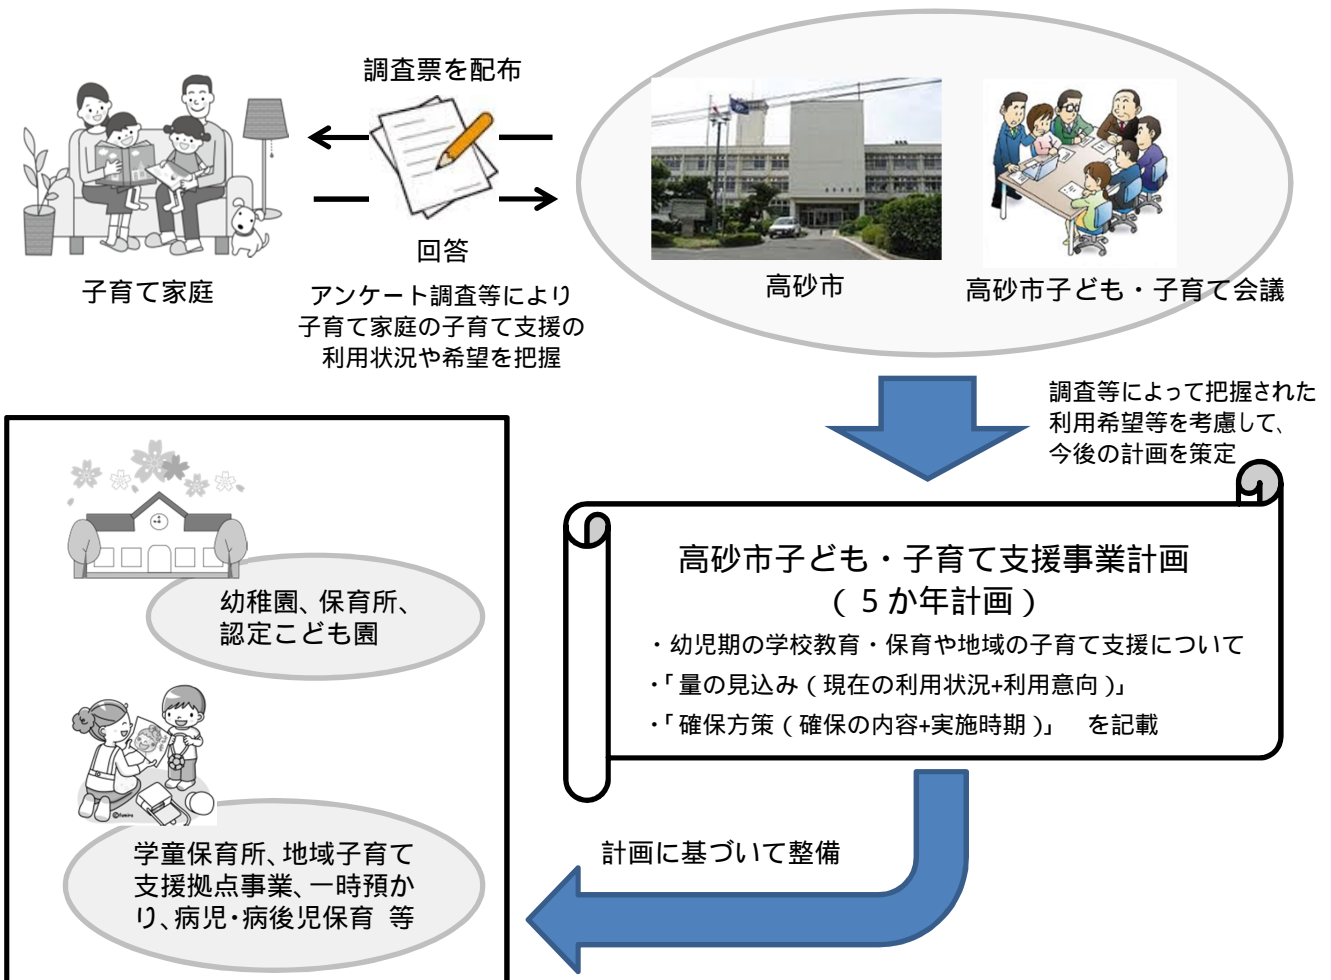 調査票を配布
回答
子育て家庭
アンケート調査等により
子育て家庭の子育て支援の
利用状況や希望を把握
高砂市
高砂市子ども・子育て会議
調査等によって把握された
利用希望等を考慮して、
今後の計画を策定
高砂市子ども・子育て支援事業計画
(5か年計画)
・幼児期の学校教育・保育や地域の子育て支援について
・「量の見込み(現在の利用状況+利用意向)」
・「確保方策(確保の内容+実施時期)」 を記載
計画に基づいて整備
幼稚園、保育所、
認定こども園
学童保育所、地域子育て
支援拠点事業、一時預か
り、病児・病後児保育 等